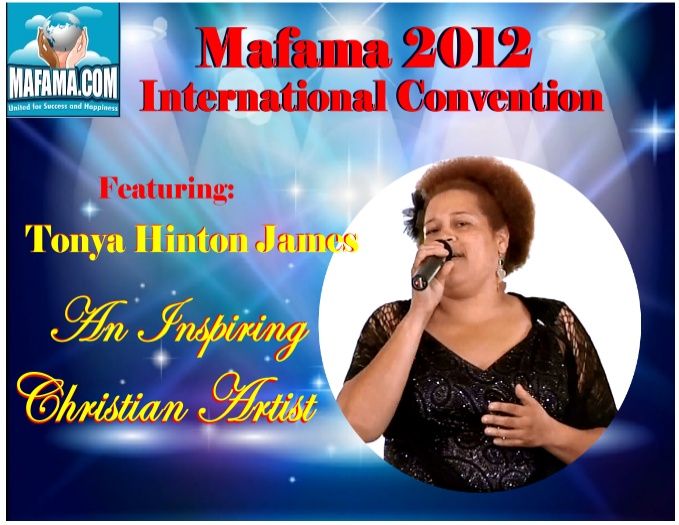 MAFAMA.COM
United for Success and Happiness
Mafama 2012
International Convention
Featuring:
Tonya Hinton James
An Inspiring
Christian Artist